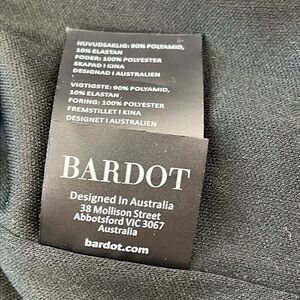 HUVUDSAKLIG: 90% POLYAMID,
10% ELASTAN
FODER: 100% POLYESTER
SKAPAD I KINA
DESIGNAD I AUSTRALIEN
VIGTIGSTE: 90% POLYAMID,
10% ELASTAN
FORING: 100% POLYESTER
FREMSTILLET I KINA
DESIGNET I AUSTRALIEN
BARDOT
Designed In Australia
38 Mollison Street
Abbotsford VIC 3067
Australia
bardot.com